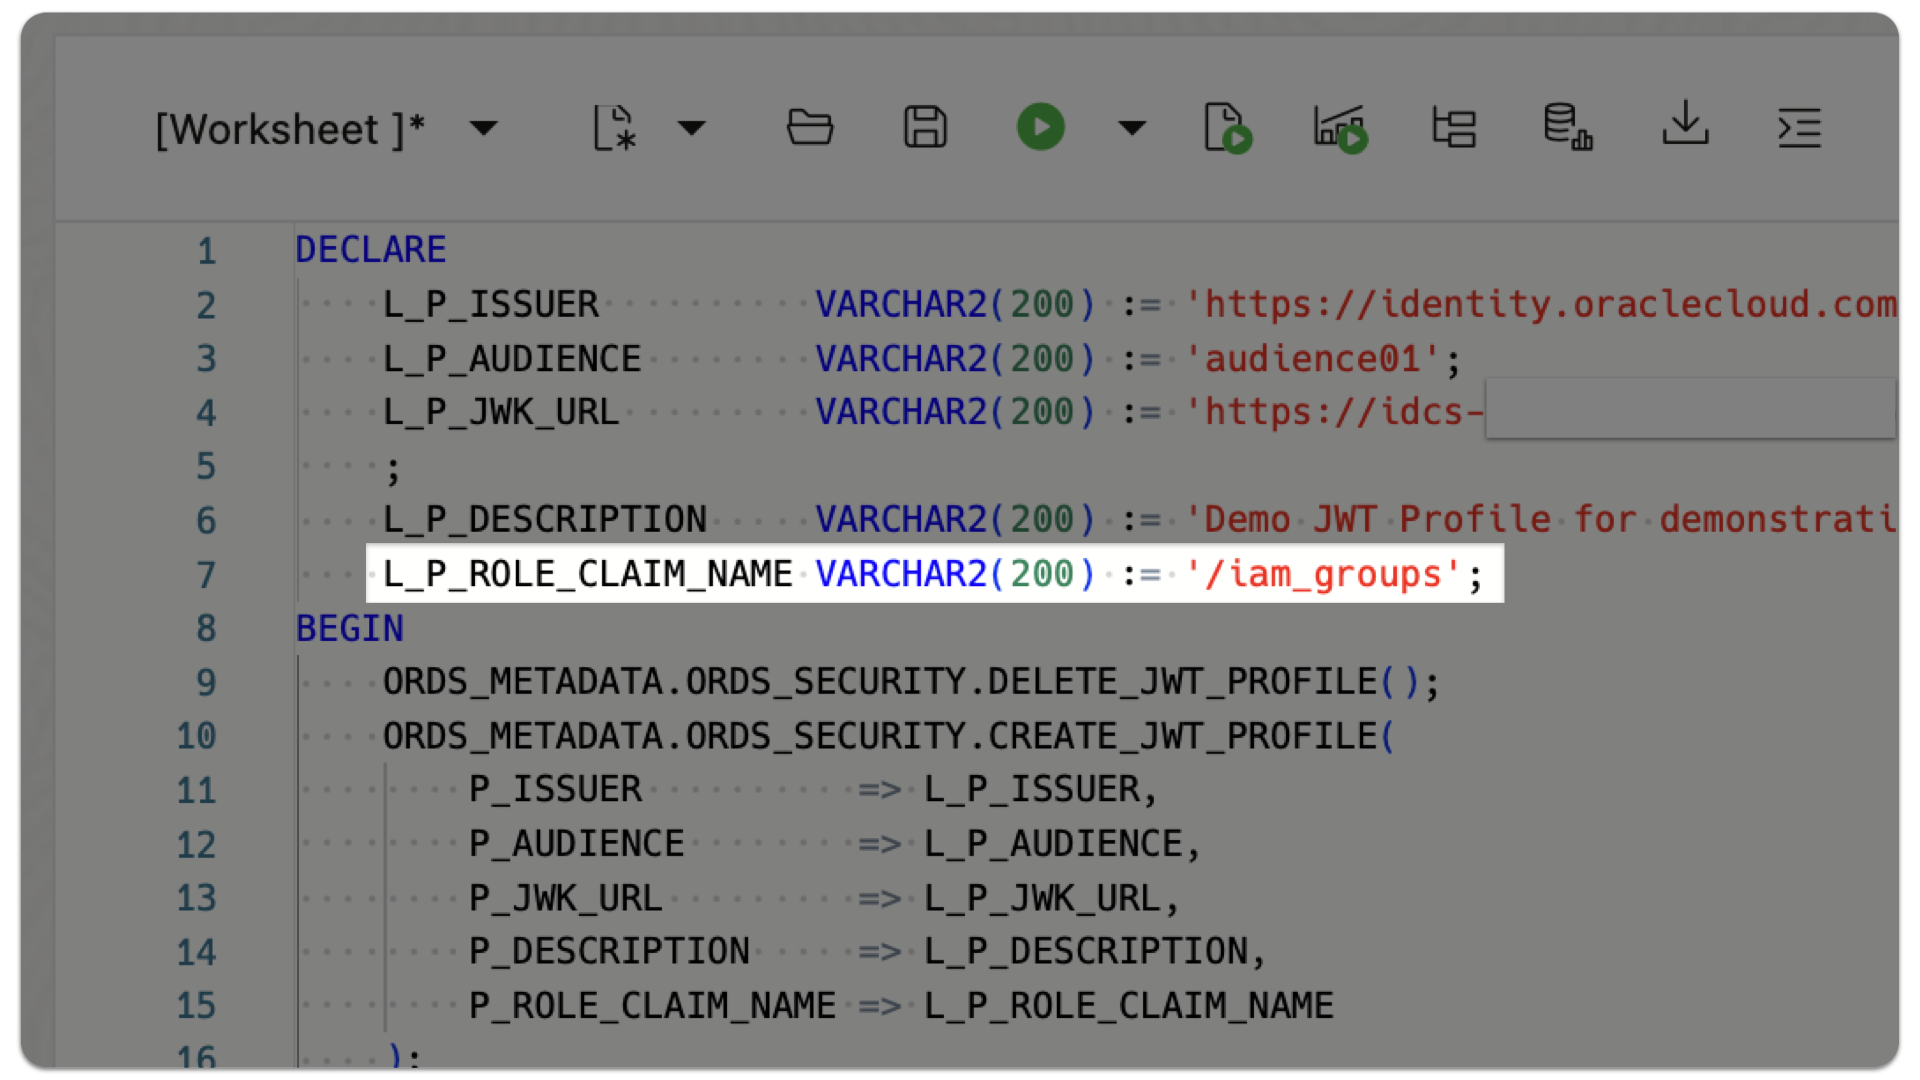 [Worksheet ]*
1 DECLARE
2 L_P_ISSUER VARCHAR2(200) := 'https://identity.oraclecloud.com
3 L_P_AUDIENCE VARCHAR2(200) := 'audience01';
4 L_P_JWK_URL VARCHAR2(200) := 'https://idcs-
5 ;
6 L_P_DESCRIPTION VARCHAR2(200) := 'Demo JWT Profile for demonstrati
7 L_P_ROLE_CLAIM_NAME VARCHAR2(200) := '/iam_groups';
8 BEGIN
9 ORDS_METADATA.ORDS_SECURITY.DELETE_JWT_PROFILE();
10 ORDS_METADATA.ORDS_SECURITY.CREATE_JWT_PROFILE(
11 P_ISSUER => L_P_ISSUER,
12 P_AUDIENCE => L_P_AUDIENCE,
13 P_JWK_URL => L_P_JWK_URL,
14 P_DESCRIPTION => L_P_DESCRIPTION,
15 P_ROLE_CLAIM_NAME => L_P_ROLE_CLAIM_NAME
16 );